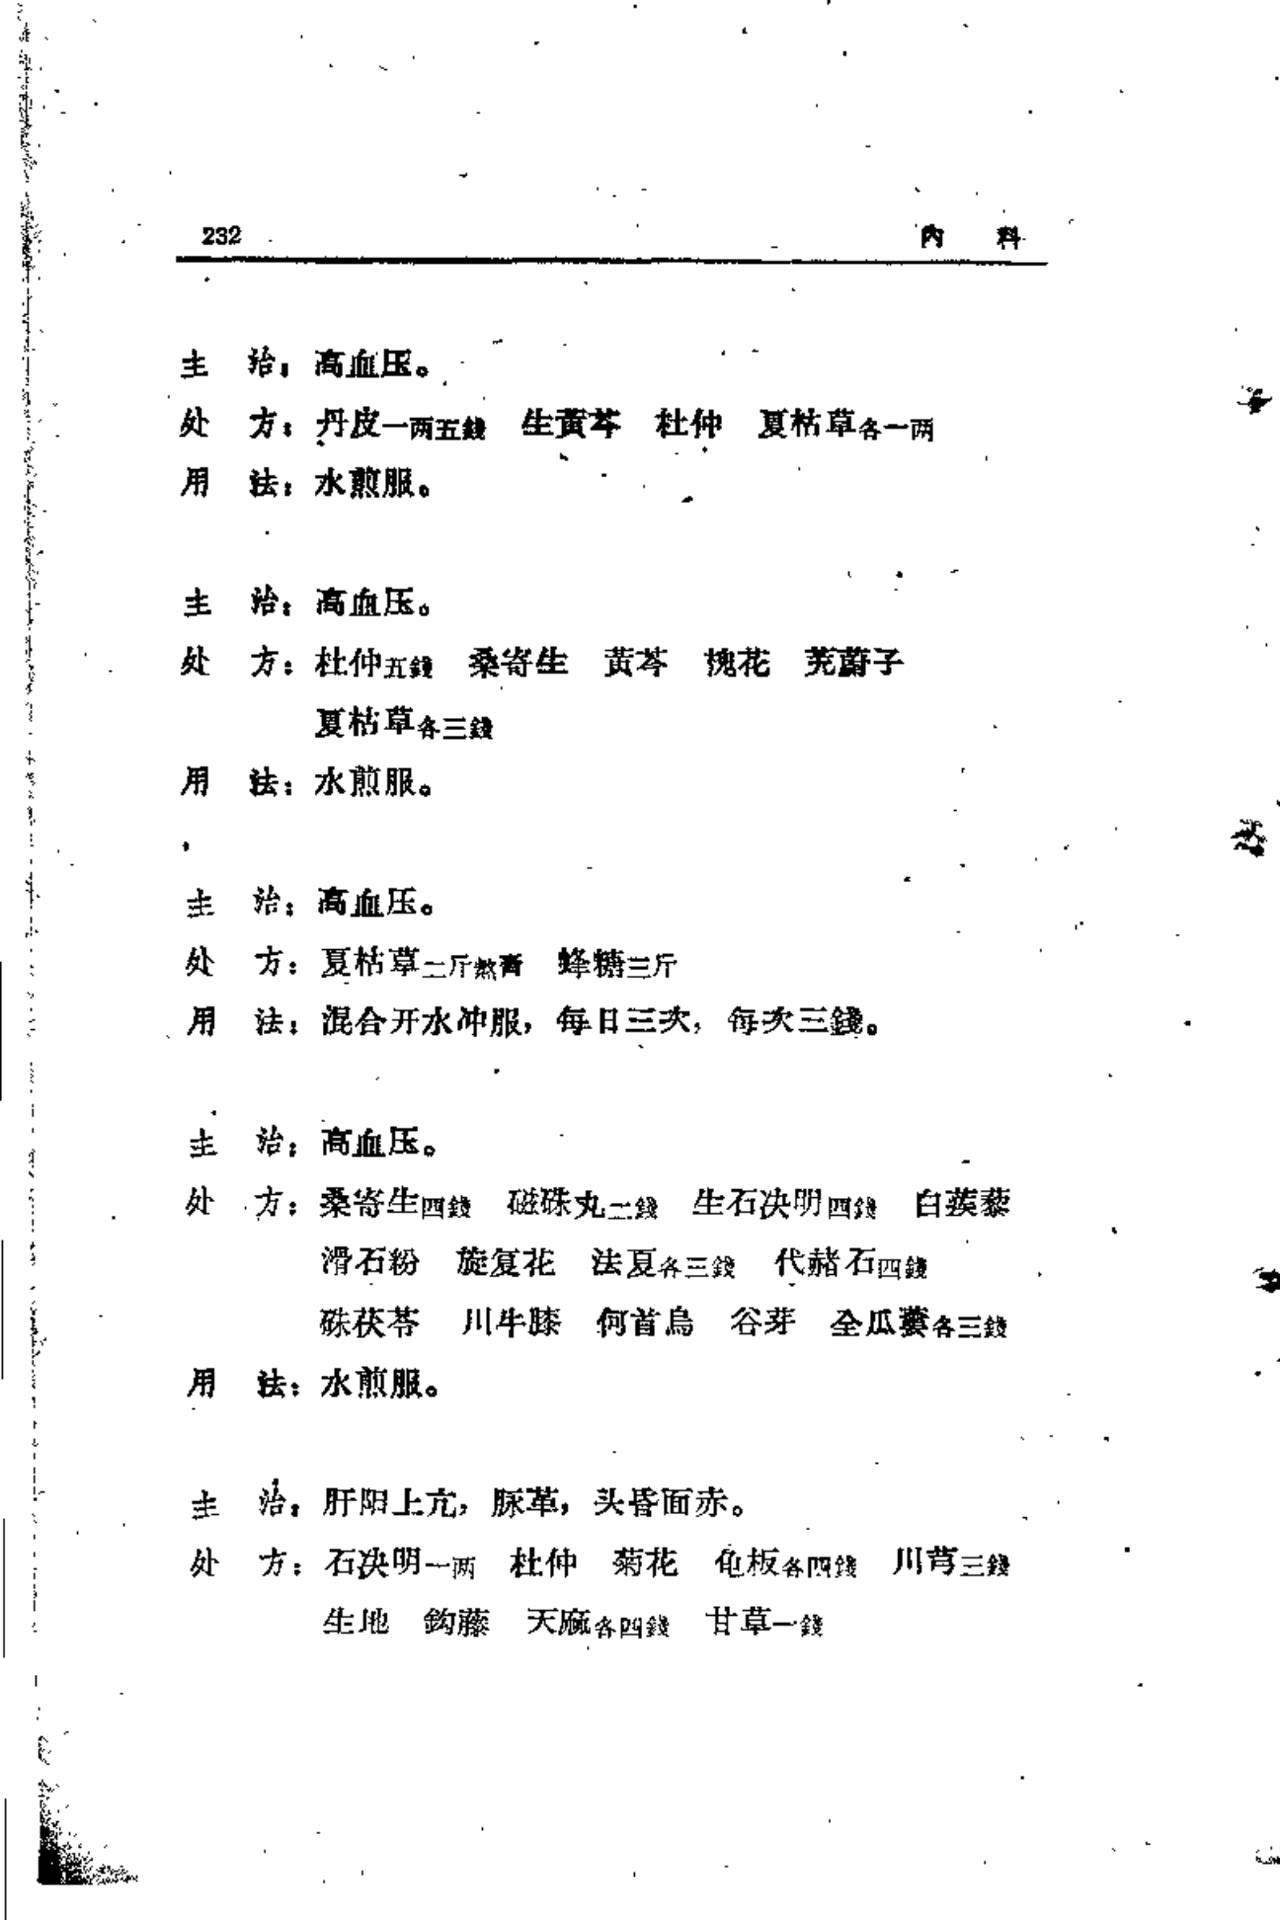 232 内 科
主 治：高血压。
处 方：丹皮一两五錢 生黄芩 杜仲 夏枯草各一两
用 法：水煎服。
主 治：高血压。
处 方：杜仲五錢 桑寄生 黄芩 槐花 茺蔚子
夏枯草各三錢
用 法：水煎服。
主 治：高血压。
处 方：夏枯草二斤熬膏 蜂糖三斤
用 法：混合开水冲服，每日三次，每次三錢。
主 治：高血压。
处 方：桑寄生四錢 磁硃丸二錢 生石决明四錢 白蒺藜
滑石粉 旋复花 法夏各三錢 代赭石四錢
硃茯苓 川牛膝 何首烏 谷芽 全瓜蔞各三錢
用 法：水煎服。
主 治：肝阳上亢，脉革，头昏面赤。
处 方：石决明一两 杜仲 菊花 龟板各四錢 川芎三錢
生地 鈎藤 天麻各四錢 甘草一錢